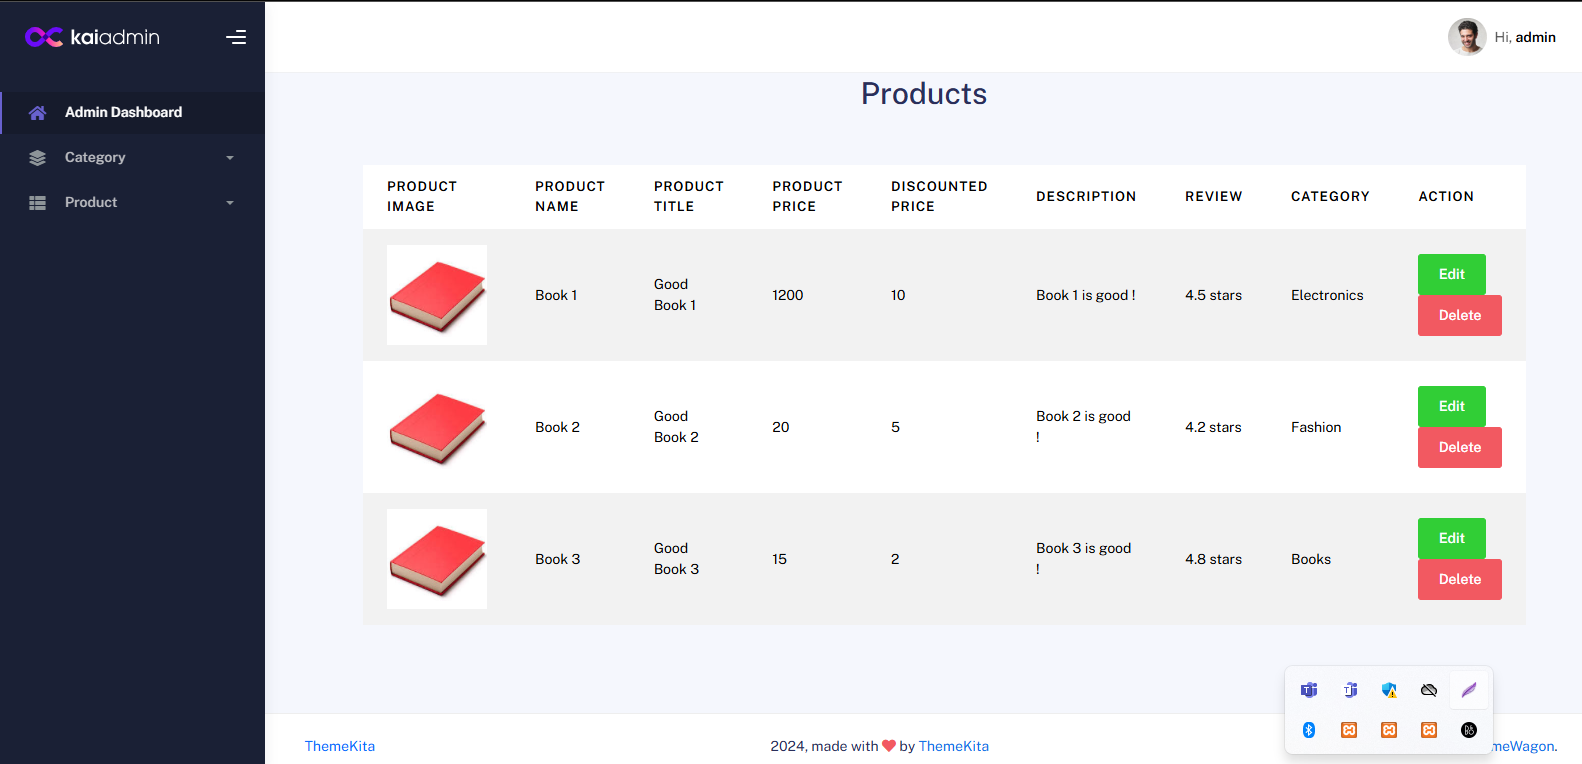 kaiadmin
Hi, admin
Admin Dashboard
Category
Product
Products
PRODUCT IMAGE
PRODUCT NAME
PRODUCT TITLE
PRODUCT PRICE
DISCOUNTED PRICE
DESCRIPTION
REVIEW
CATEGORY
ACTION
Book 1
Good
Book 1
1200
10
Book 1 is good !
4.5 stars
Electronics
Edit
Delete
Book 2
Good
Book 2
20
5
Book 2 is good
!
4.2 stars
Fashion
Edit
Delete
Book 3
Good
Book 3
15
2
Book 3 is good
!
4.8 stars
Books
Edit
Delete
ThemeKita
2024, made with by ThemeKita
meWagon.